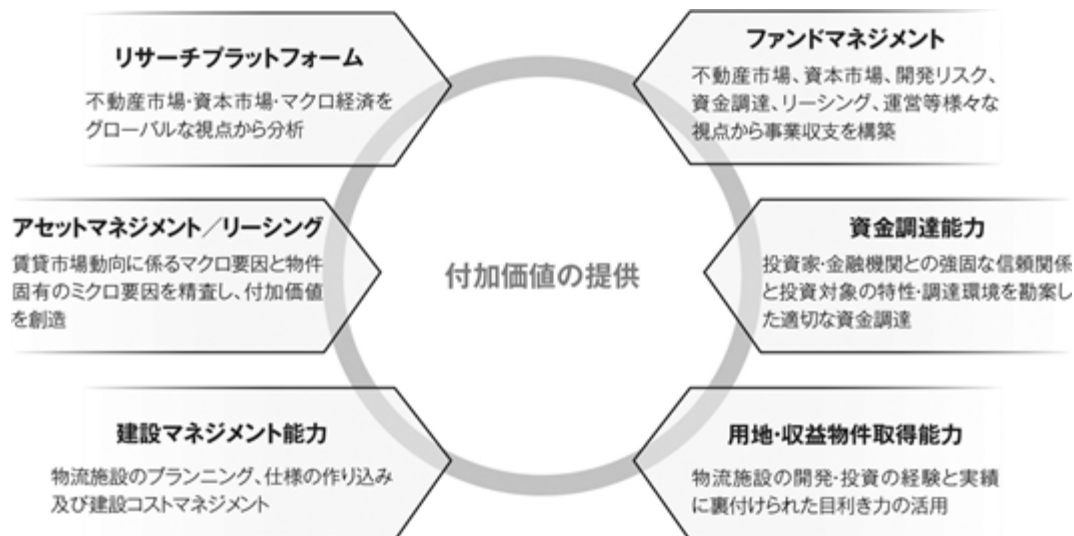 リサーチプラットフォーム
不動産市場・資本市場・マクロ経済を
グローバルな視点から分析
ファンドマネジメント
不動産市場、資本市場、開発リスク、
資金調達、リーシング、運営等様々な
視点から事業収支を構築
アセットマネジメント／リーシング
賃貸市場動向に係るマクロ要因と物件
固有のミクロ要因を精査し、付加価値
を創造
付加価値の提供
資金調達能力
投資家・金融機関との強固な信頼関係
と投資対象の特性・調達環境を勘案し
た適切な資金調達
建設マネジメント能力
物流施設のプランニング、仕様の作り込み
及び建設コストマネジメント
用地・収益物件取得能力
物流施設の開発・投資の経験と実績
に裏付けられた目利き力の活用